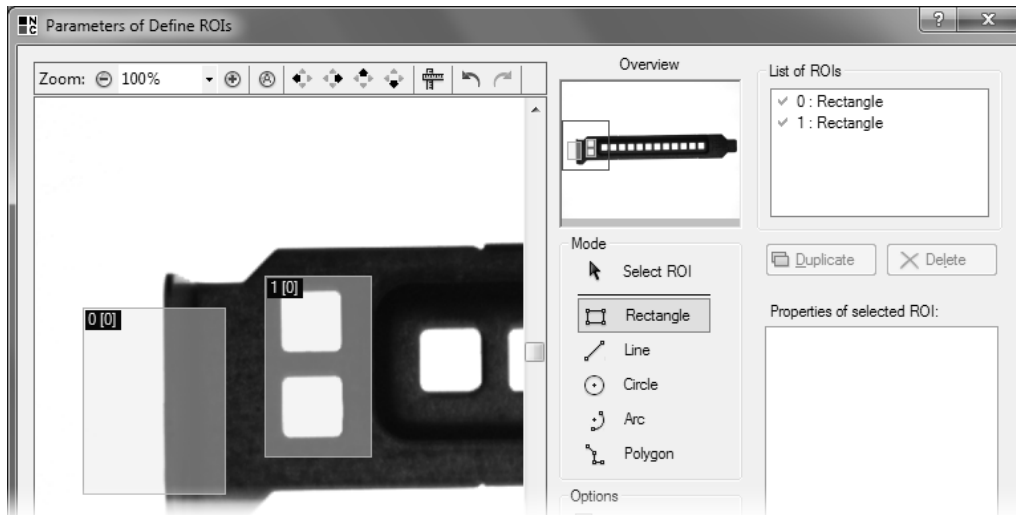 Parameters of Define ROIs
Zoom: 100%
Overview
List of ROIs
0 : Rectangle
1 : Rectangle
1 [0]
0 [0]
Mode
Select ROI
Rectangle
Line
Circle
Arc
Polygon
Options
Duplicate
Delete
Properties of selected ROI: